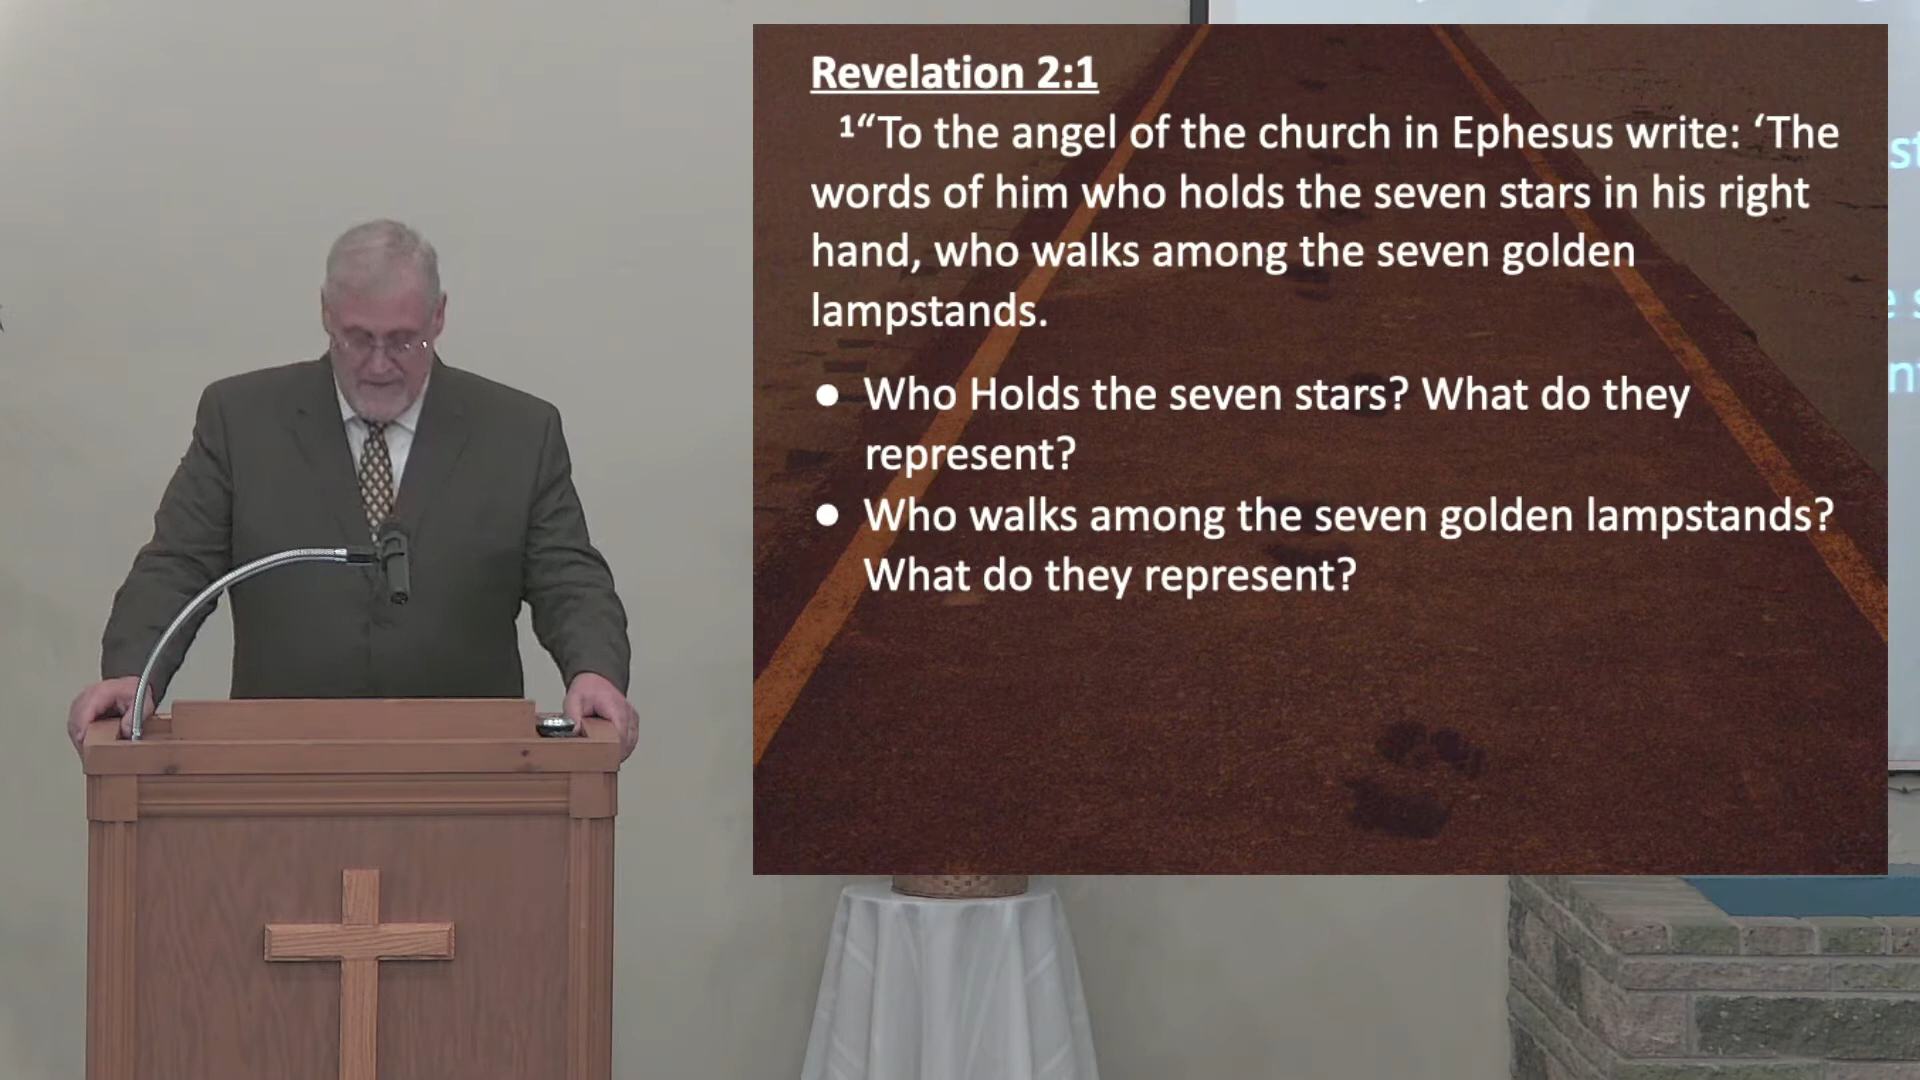 Revelation 2:1
¹“To the angel of the church in Ephesus write: ‘The
words of him who holds the seven stars in his right
hand, who walks among the seven golden
lampstands.
● Who Holds the seven stars? What do they
represent?
● Who walks among the seven golden lampstands?
What do they represent?